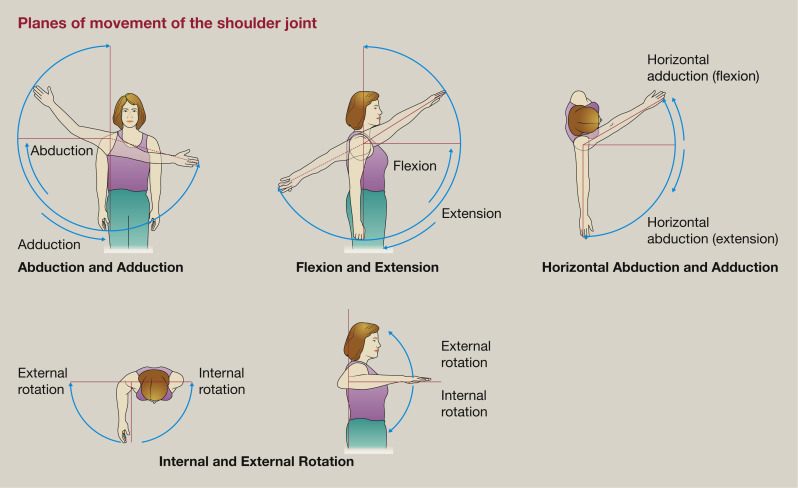 Planes of movement of the shoulder joint
Abduction
Adduction
Abduction and Adduction
Flexion
Extension
Flexion and Extension
Horizontal
adduction (flexion)
Horizontal
abduction (extension)
Horizontal Abduction and Adduction
External
rotation
Internal
rotation
External
rotation
Internal
rotation
Internal and External Rotation